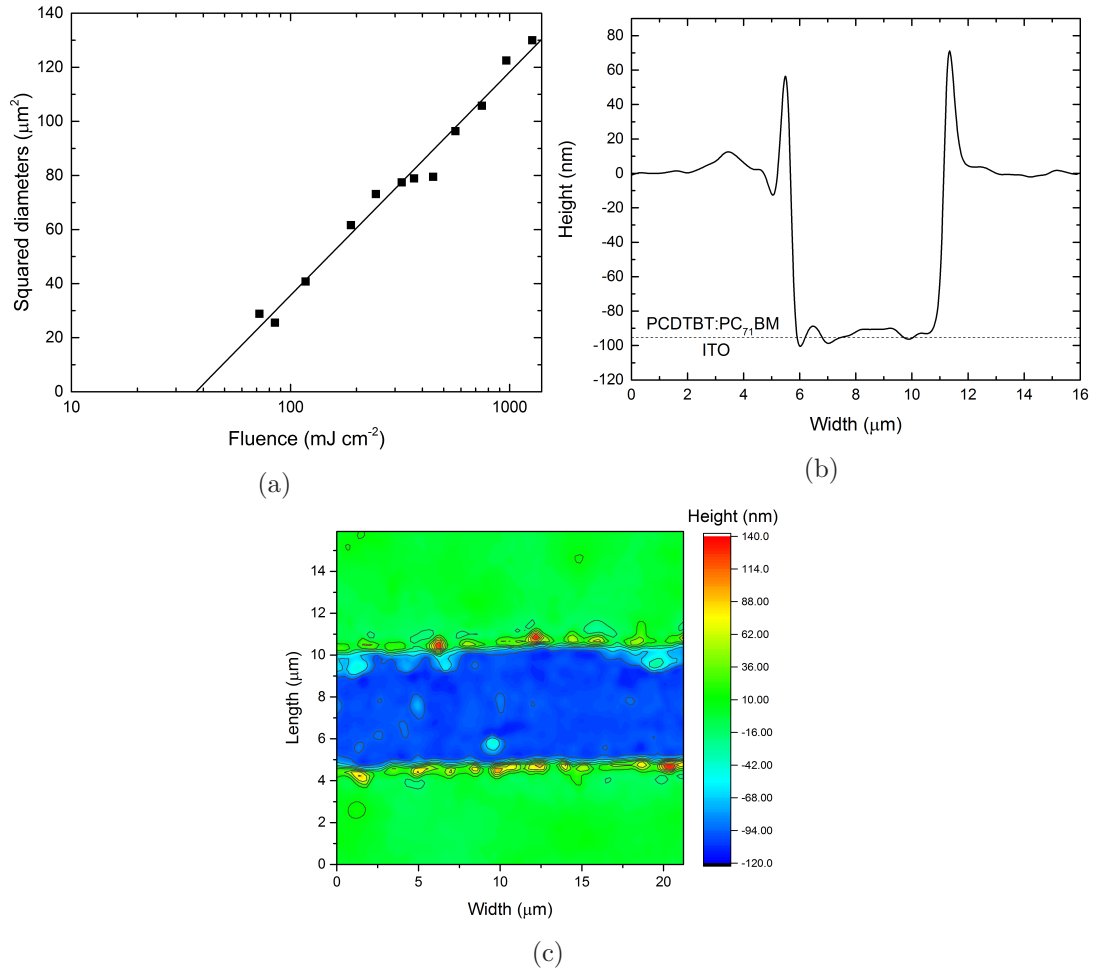 140
120
100
80
60
40
20
0
10 100 1000
Squared diameters (μm²)
Fluence (mJ cm⁻²)
(a)
80
60
40
20
0
-20
-40
-60
-80
-100
-120
0 2 4 6 8 10 12 14 16
Height (nm)
PCDTBT:PC₇₁BM
ITO
Width (μm)
(b)
14
12
10
8
6
4
2
0
0 5 10 15 20
Length (μm)
Width (μm)
Height (nm)
140.0
114.0
88.00
62.00
36.00
10.00
-16.00
-42.00
-68.00
-94.00
-120.0
(c)